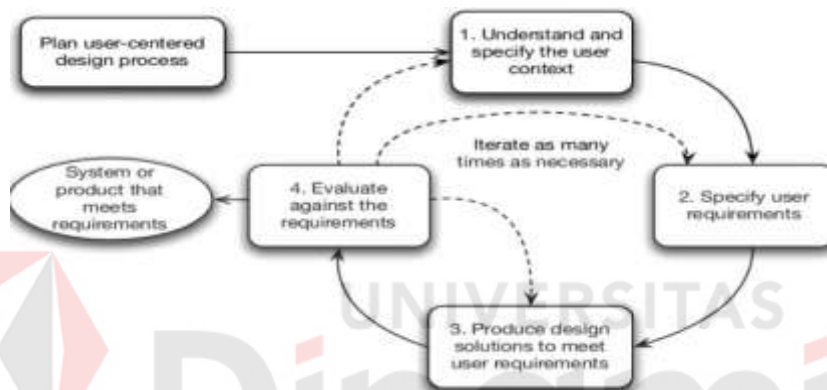 Plan user-centered
design process
1. Understand and
specify the user
context
Iterate as many
times as necessary
System or
product that
meets
requirements
4. Evaluate
against the
requirements
2. Specify user
requirements
3. Produce design
solutions to meet
user requirements
UNIVERSITAS